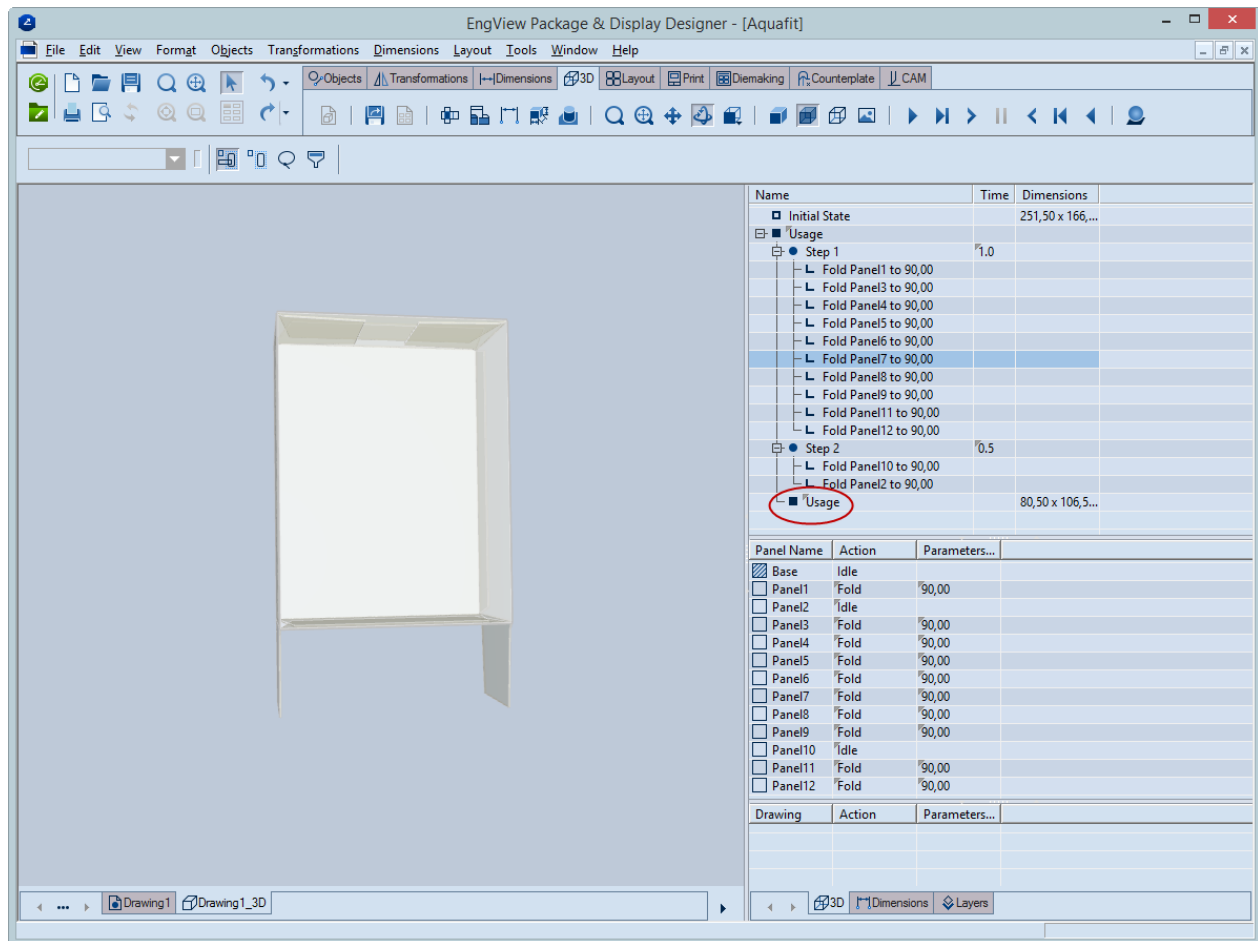 EngView Package & Display Designer - [Aquafit]
File Edit View Format Objects Transformations Dimensions Layout Tools Window Help
Objects Transformations Dimensions 3D Layout Print Diemaking Counterplate CAM
Name Time Dimensions
Initial State 251,50 x 166,...
Usage
Step 1 1.0
Fold Panel1 to 90,00
Fold Panel3 to 90,00
Fold Panel4 to 90,00
Fold Panel5 to 90,00
Fold Panel6 to 90,00
Fold Panel7 to 90,00
Fold Panel8 to 90,00
Fold Panel9 to 90,00
Fold Panel11 to 90,00
Fold Panel12 to 90,00
Step 2 0.5
Fold Panel10 to 90,00
Fold Panel2 to 90,00
Usage 80,50 x 106,5...
Panel Name Action Parameters...
Base Idle
Panel1 Fold 90,00
Panel2 Idle
Panel3 Fold 90,00
Panel4 Fold 90,00
Panel5 Fold 90,00
Panel6 Fold 90,00
Panel7 Fold 90,00
Panel8 Fold 90,00
Panel9 Fold 90,00
Panel10 Idle
Panel11 Fold 90,00
Panel12 Fold 90,00
Drawing Action Parameters...
Drawing1 Drawing1_3D
3D Dimensions Layers